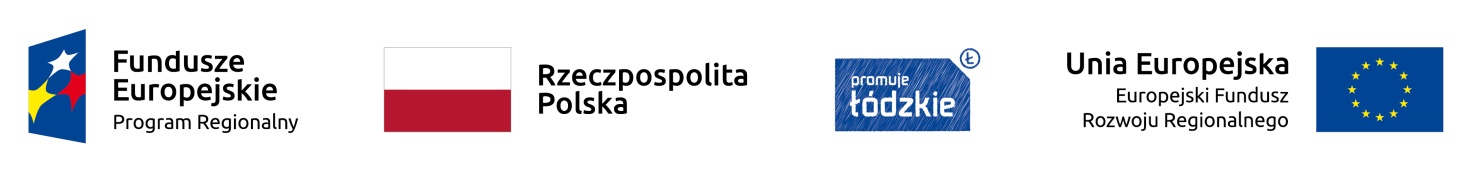 Fundusze
Europejskie
Program Regionalny
Rzeczpospolita
Polska
promuje
łódzkie
Ł
Unia Europejska
Europejski Fundusz
Rozwoju Regionalnego